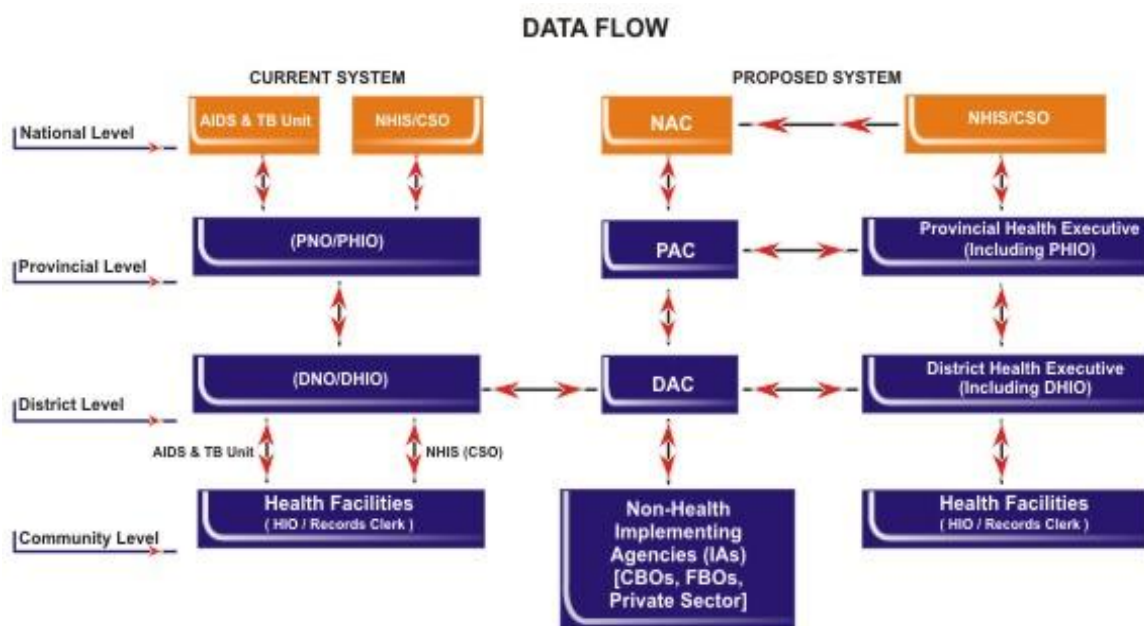 DATA FLOW
CURRENT SYSTEM
PROPOSED SYSTEM
National Level
AIDS & TB Unit
NHIS/CSO
NAC
NHIS/CSO
Provincial Level
(PNO/PHIO)
PAC
Provincial Health Executive
(Including PHIO)
District Level
(DNO/DHIO)
DAC
District Health Executive
(Including DHIO)
AIDS & TB Unit
NHIS (CSO)
Community Level
Health Facilities
( HIO / Records Clerk )
Non-Health
Implementing
Agencies (IAs)
[CBOs, FBOs,
Private Sector]
Health Facilities
( HIO / Records Clerk )